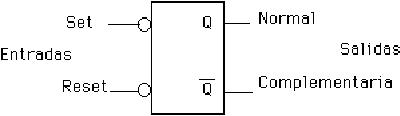 Set Q Normal
Entradas Salidas
Reset Q̅ Complementaria